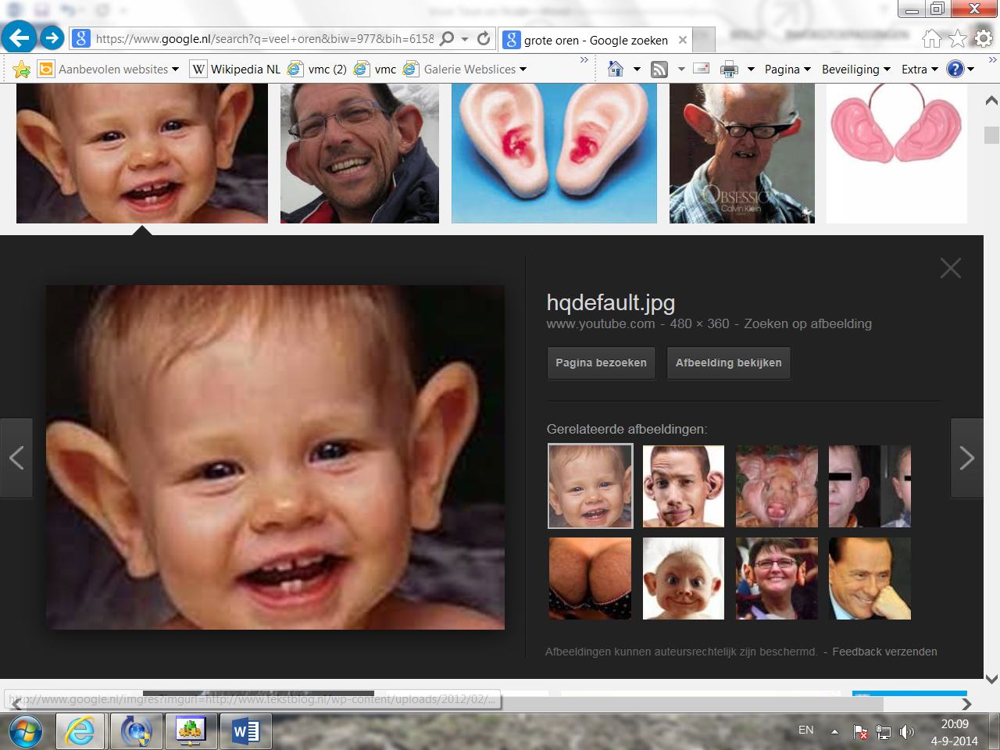 https://www.google.nl/search?q=veel+oren&biw=977&bih=6158
grote oren - Google zoeken
Aanbevolen websites
Wikipedia NL
vmc (2)
vmc
Galerie Webslices
Pagina
Beveiliging
Extra
OBSESSION
Calvin Klein
hqdefault.jpg
www.youtube.com - 480 × 360 - Zoeken op afbeelding
Pagina bezoeken
Afbeelding bekijken
Gerelateerde afbeeldingen:
Afbeeldingen kunnen auteursrechtelijk zijn beschermd. - Feedback verzenden
http://www.google.nl/imgres?imgurl=http://www.tekstblog.nl/wp-content/uploads/2012/02/...
EN
20:09
4-9-2014